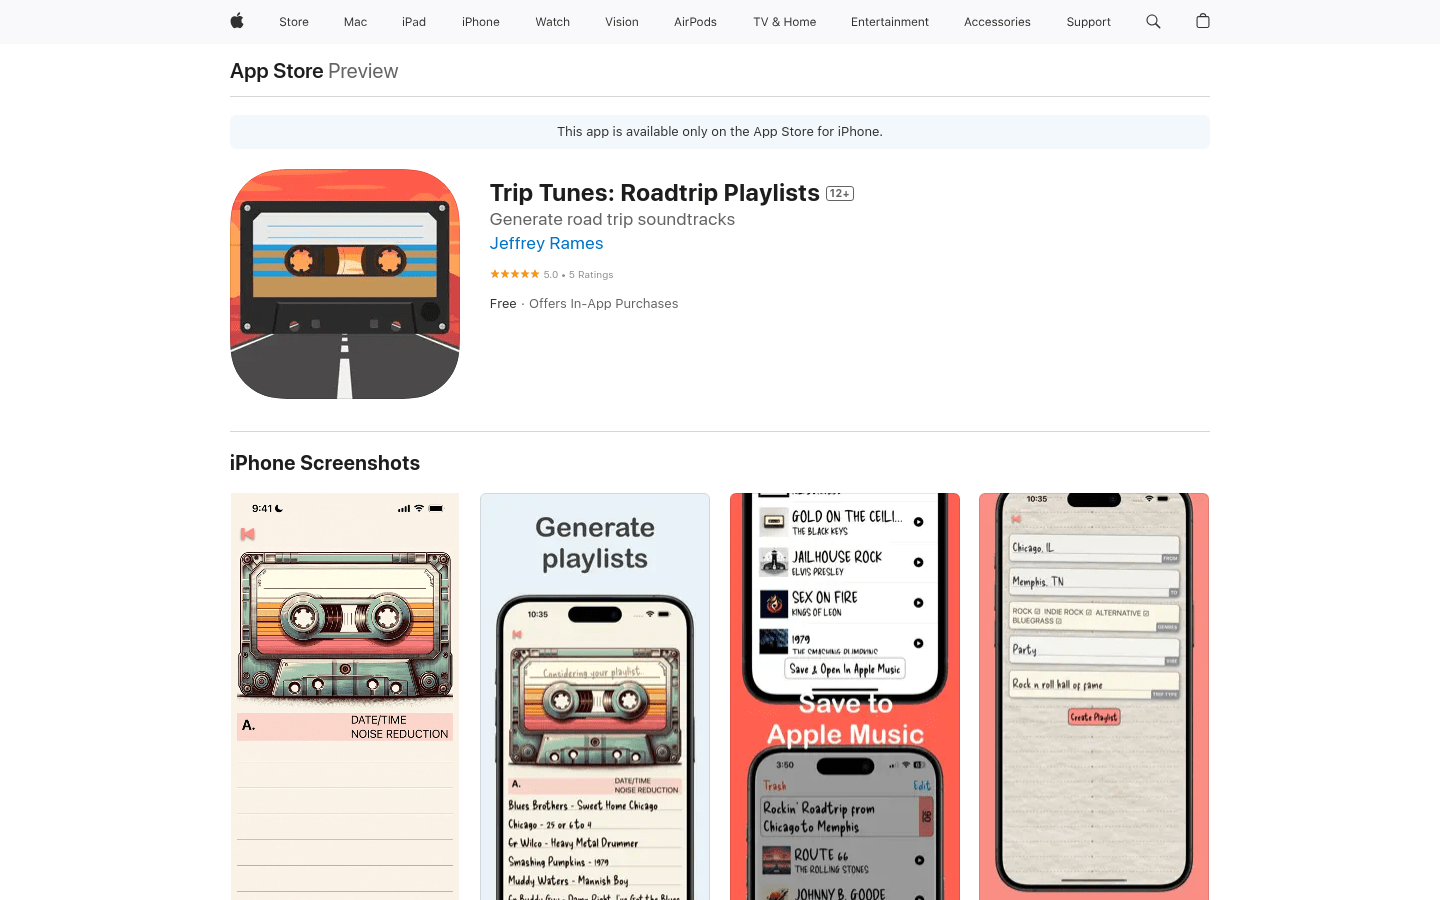 Store Mac iPad iPhone Watch Vision AirPods TV & Home Entertainment Accessories Support
App Store Preview
This app is available only on the App Store for iPhone.
Trip Tunes: Roadtrip Playlists 12+
Generate road trip soundtracks
Jeffrey Rames
5.0 • 5 Ratings
Free · Offers In-App Purchases
iPhone Screenshots
9:41
A.
DATE/TIME
NOISE REDUCTION
Generate
playlists
10:35
Considering your playlist
A.
DATE/TIME
NOISE REDUCTION
Blues Brothers - Sweet Home Chicago
Chicago - 25 or 6 to 4
Gr Wilco - Heavy Metal Drummer
Smashing Pumpkins - 1979
Muddy Waters - Mannish Boy
GOLD ON THE CEILI...
THE BLACK KEYS
JAILHOUSE ROCK
ELVIS PRESLEY
SEX ON FIRE
KINGS OF LEON
1979
THE SMASHING PUMPKINS
Save & Open In Apple Music
Save to
Apple Music
3:50
Trash Edit
Rockin' Roadtrip from
Chicago to Memphis
90
ROUTE 66
THE ROLLING STONES
JOHNNY B. GOODE
10:35
Chicago, IL
FROM
Memphis, TN
TO
ROCK INDIE ROCK ALTERNATIVE
BLUEGRASS
GENRES
Party
VIBE
Rock n roll hall of fame
TRIP TYPE
Create Playlist